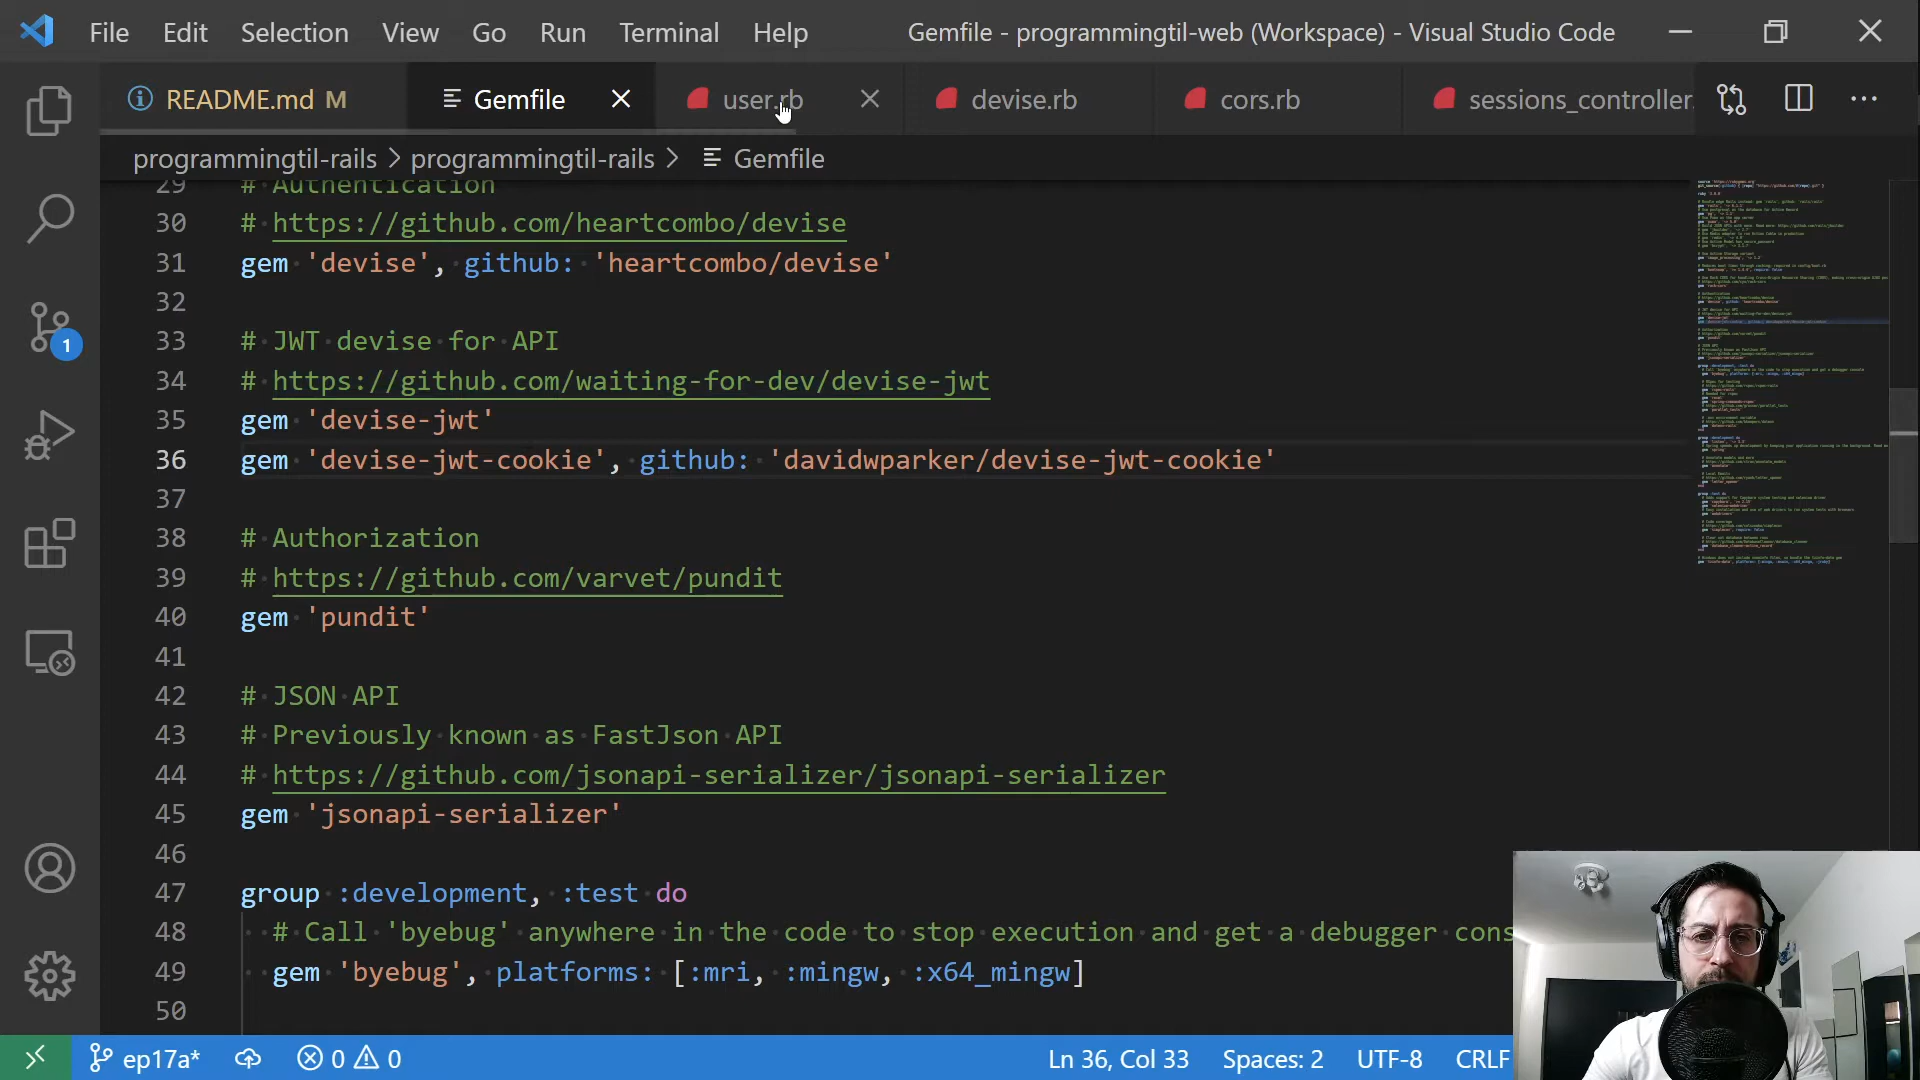 File Edit Selection View Go Run Terminal Help Gemfile - programmingtil-web (Workspace) - Visual Studio Code
README.md M Gemfile user.rb devise.rb cors.rb sessions_controller.
programmingtil-rails > programmingtil-rails > Gemfile
29 # Authentication
30 # https://github.com/heartcombo/devise
31 gem 'devise', github: 'heartcombo/devise'
32
33 # JWT devise for API
34 # https://github.com/waiting-for-dev/devise-jwt
35 gem 'devise-jwt'
36 gem 'devise-jwt-cookie', github: 'davidwparker/devise-jwt-cookie'
37
38 # Authorization
39 # https://github.com/varvet/pundit
40 gem 'pundit'
41
42 # JSON API
43 # Previously known as FastJson API
44 # https://github.com/jsonapi-serializer/jsonapi-serializer
45 gem 'jsonapi-serializer'
46
47 group :development, :test do
48 # Call 'byebug' anywhere in the code to stop execution and get a debugger cons
49 gem 'byebug', platforms: [:mri, :mingw, :x64_mingw]
50
1
ep17a* 0 0 Ln 36, Col 33 Spaces: 2 UTF-8 CRLF